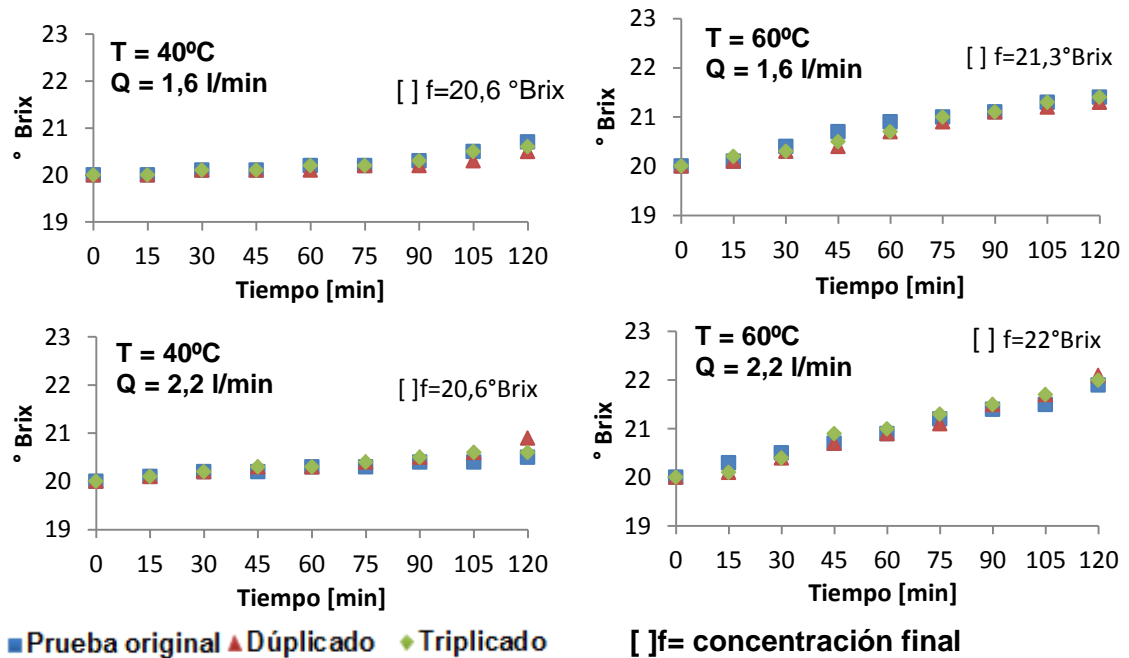 T = 40ºC
Q = 1,6 l/min
[ ] f=20,6 °Brix
° Brix
23
22
21
20
19
0 15 30 45 60 75 90 105 120
Tiempo [min]
T = 60ºC
Q = 1,6 l/min
[ ] f=21,3°Brix
° Brix
23
22
21
20
19
0 15 30 45 60 75 90 105 120
Tiempo [min]
T = 40ºC
Q = 2,2 l/min
[ ]f=20,6°Brix
° Brix
23
22
21
20
19
0 15 30 45 60 75 90 105 120
Tiempo [min]
T = 60ºC
Q = 2,2 l/min
[ ] f=22°Brix
° Brix
23
22
21
20
19
0 15 30 45 60 75 90 105 120
Tiempo [min]
Prueba original Dúplicado Triplicado
[ ]f= concentración final